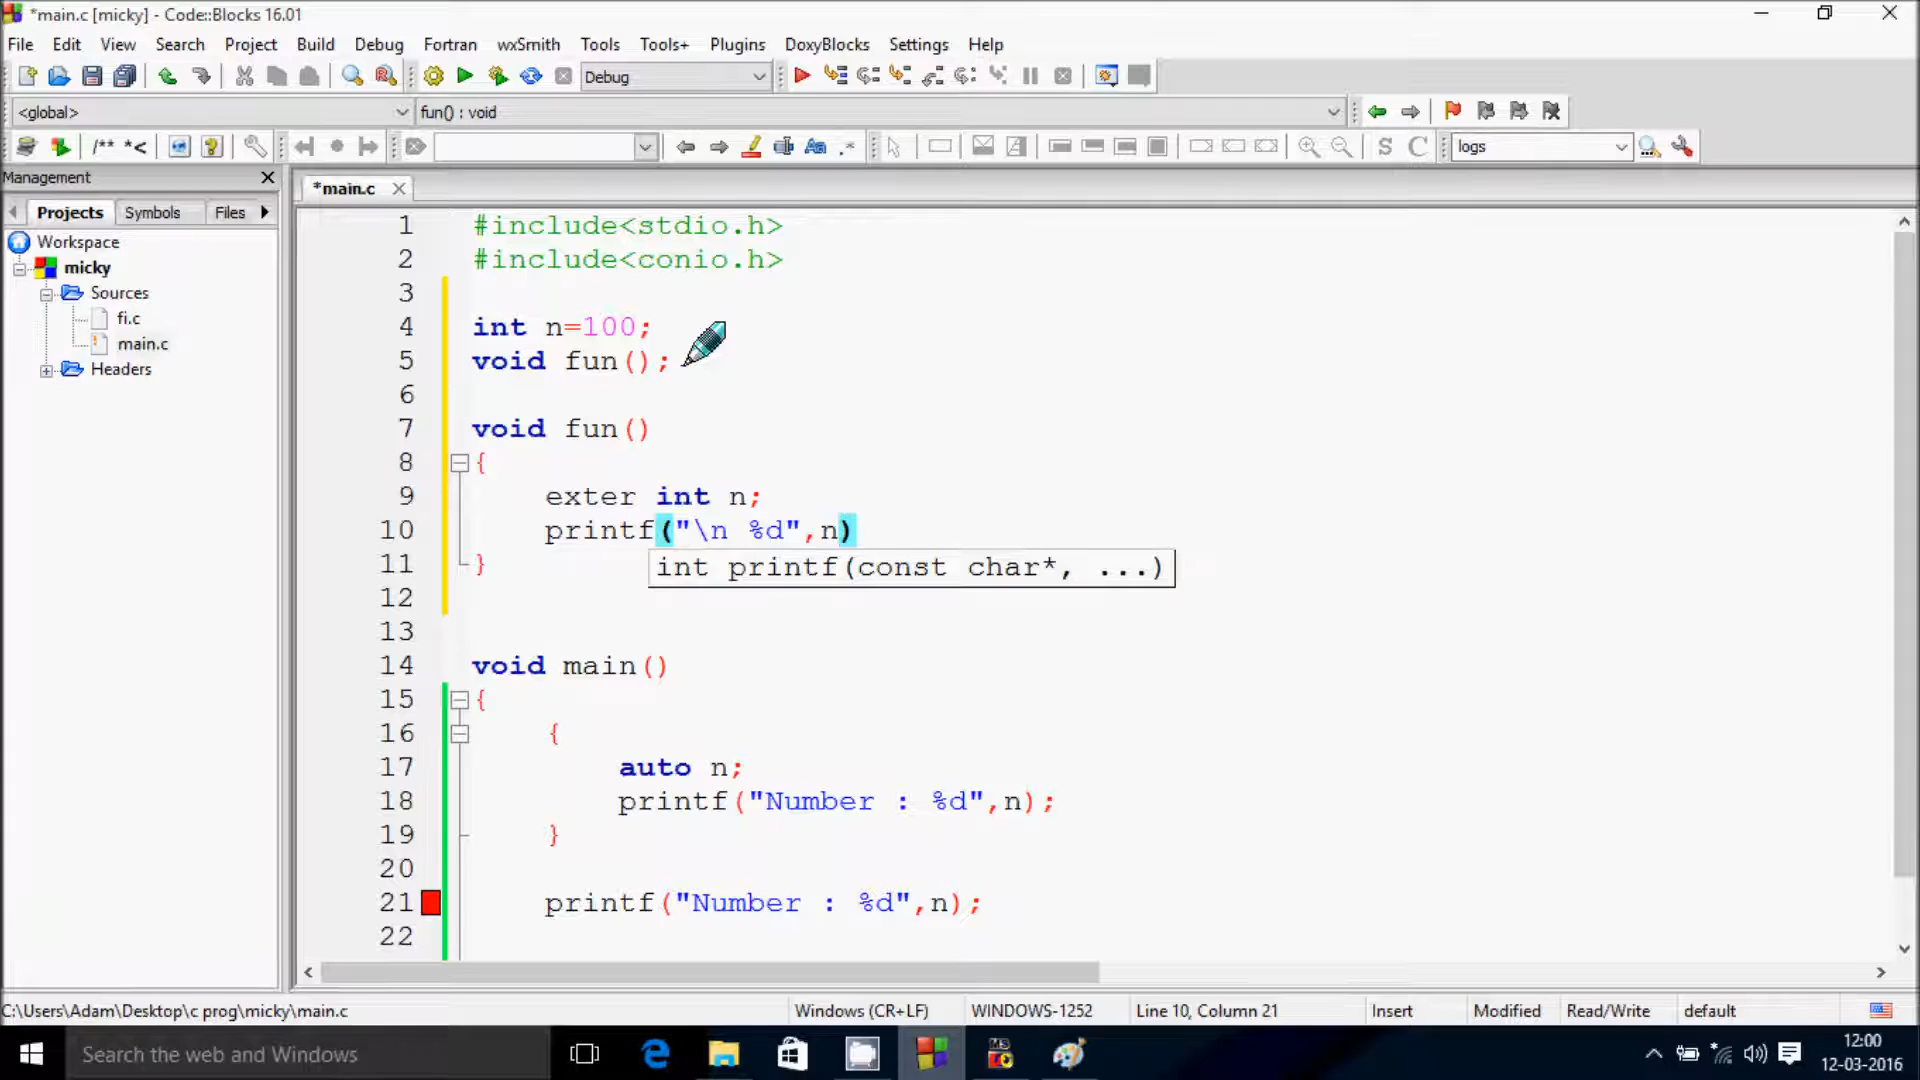 *main.c [micky] - Code::Blocks 16.01
File Edit View Search Project Build Debug Fortran wxSmith Tools Tools+ Plugins DoxyBlocks Settings Help
Debug
<global> fun() : void
/** *<
logs
Management
*main.c
Projects Symbols Files
Workspace
micky
Sources
fi.c
main.c
Headers
1 #include<stdio.h>
2 #include<conio.h>
3
4 int n=100;
5 void fun();
6
7 void fun()
8 {
9 exter int n;
10 printf("\n %d",n)
int printf(const char*, ...)
11 }
12
13
14 void main()
15 {
16 {
17 auto n;
18 printf("Number : %d",n);
19 }
20
21 printf("Number : %d",n);
22
C:\Users\Adam\Desktop\c prog\micky\main.c Windows (CR+LF) WINDOWS-1252 Line 10, Column 21 Insert Modified Read/Write default
Search the web and Windows
12:00
12-03-2016